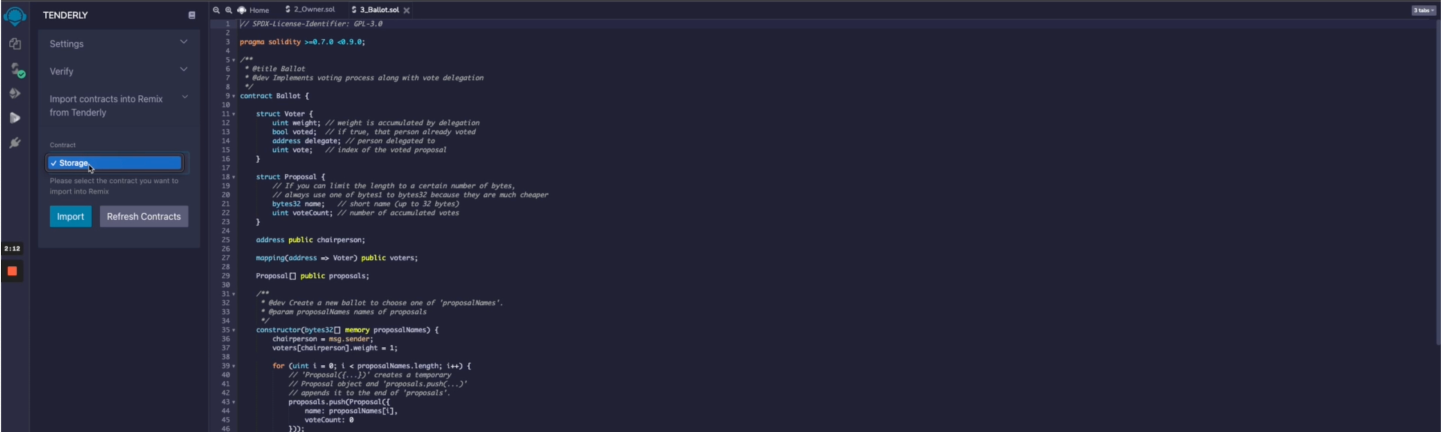 TENDERLY
Settings
Verify
Import contracts into Remix
from Tenderly
Contract
✓ Storage
Please select the contract you want to
import into Remix
Import
Refresh Contracts
2:12
Home
2_Owner.sol
3_Ballot.sol
3 tabs
1 // SPDX-License-Identifier: GPL-3.0
2
3 pragma solidity >=0.7.0 <0.9.0;
4
5 /**
6 * @title Ballot
7 * @dev Implements voting process along with vote delegation
8 */
9 contract Ballot {
10
11 struct Voter {
12 uint weight; // weight is accumulated by delegation
13 bool voted; // if true, that person already voted
14 address delegate; // person delegated to
15 uint vote; // index of the voted proposal
16 }
17
18 struct Proposal {
19 // If you can limit the length to a certain number of bytes,
20 // always use one of bytes1 to bytes32 because they are much cheaper
21 bytes32 name; // short name (up to 32 bytes)
22 uint voteCount; // number of accumulated votes
23 }
24
25 address public chairperson;
26
27 mapping(address => Voter) public voters;
28
29 Proposal[] public proposals;
30
31 /**
32 * @dev Create a new ballot to choose one of 'proposalNames'.
33 * @param proposalNames names of proposals
34 */
35 constructor(bytes32[] memory proposalNames) {
36 chairperson = msg.sender;
37 voters[chairperson].weight = 1;
38
39 for (uint i = 0; i < proposalNames.length; i++) {
40 // 'Proposal({...})' creates a temporary
41 // Proposal object and 'proposals.push(...)'
42 // appends it to the end of 'proposals'.
43 proposals.push(Proposal({
44 name: proposalNames[i],
45 voteCount: 0
46 }));